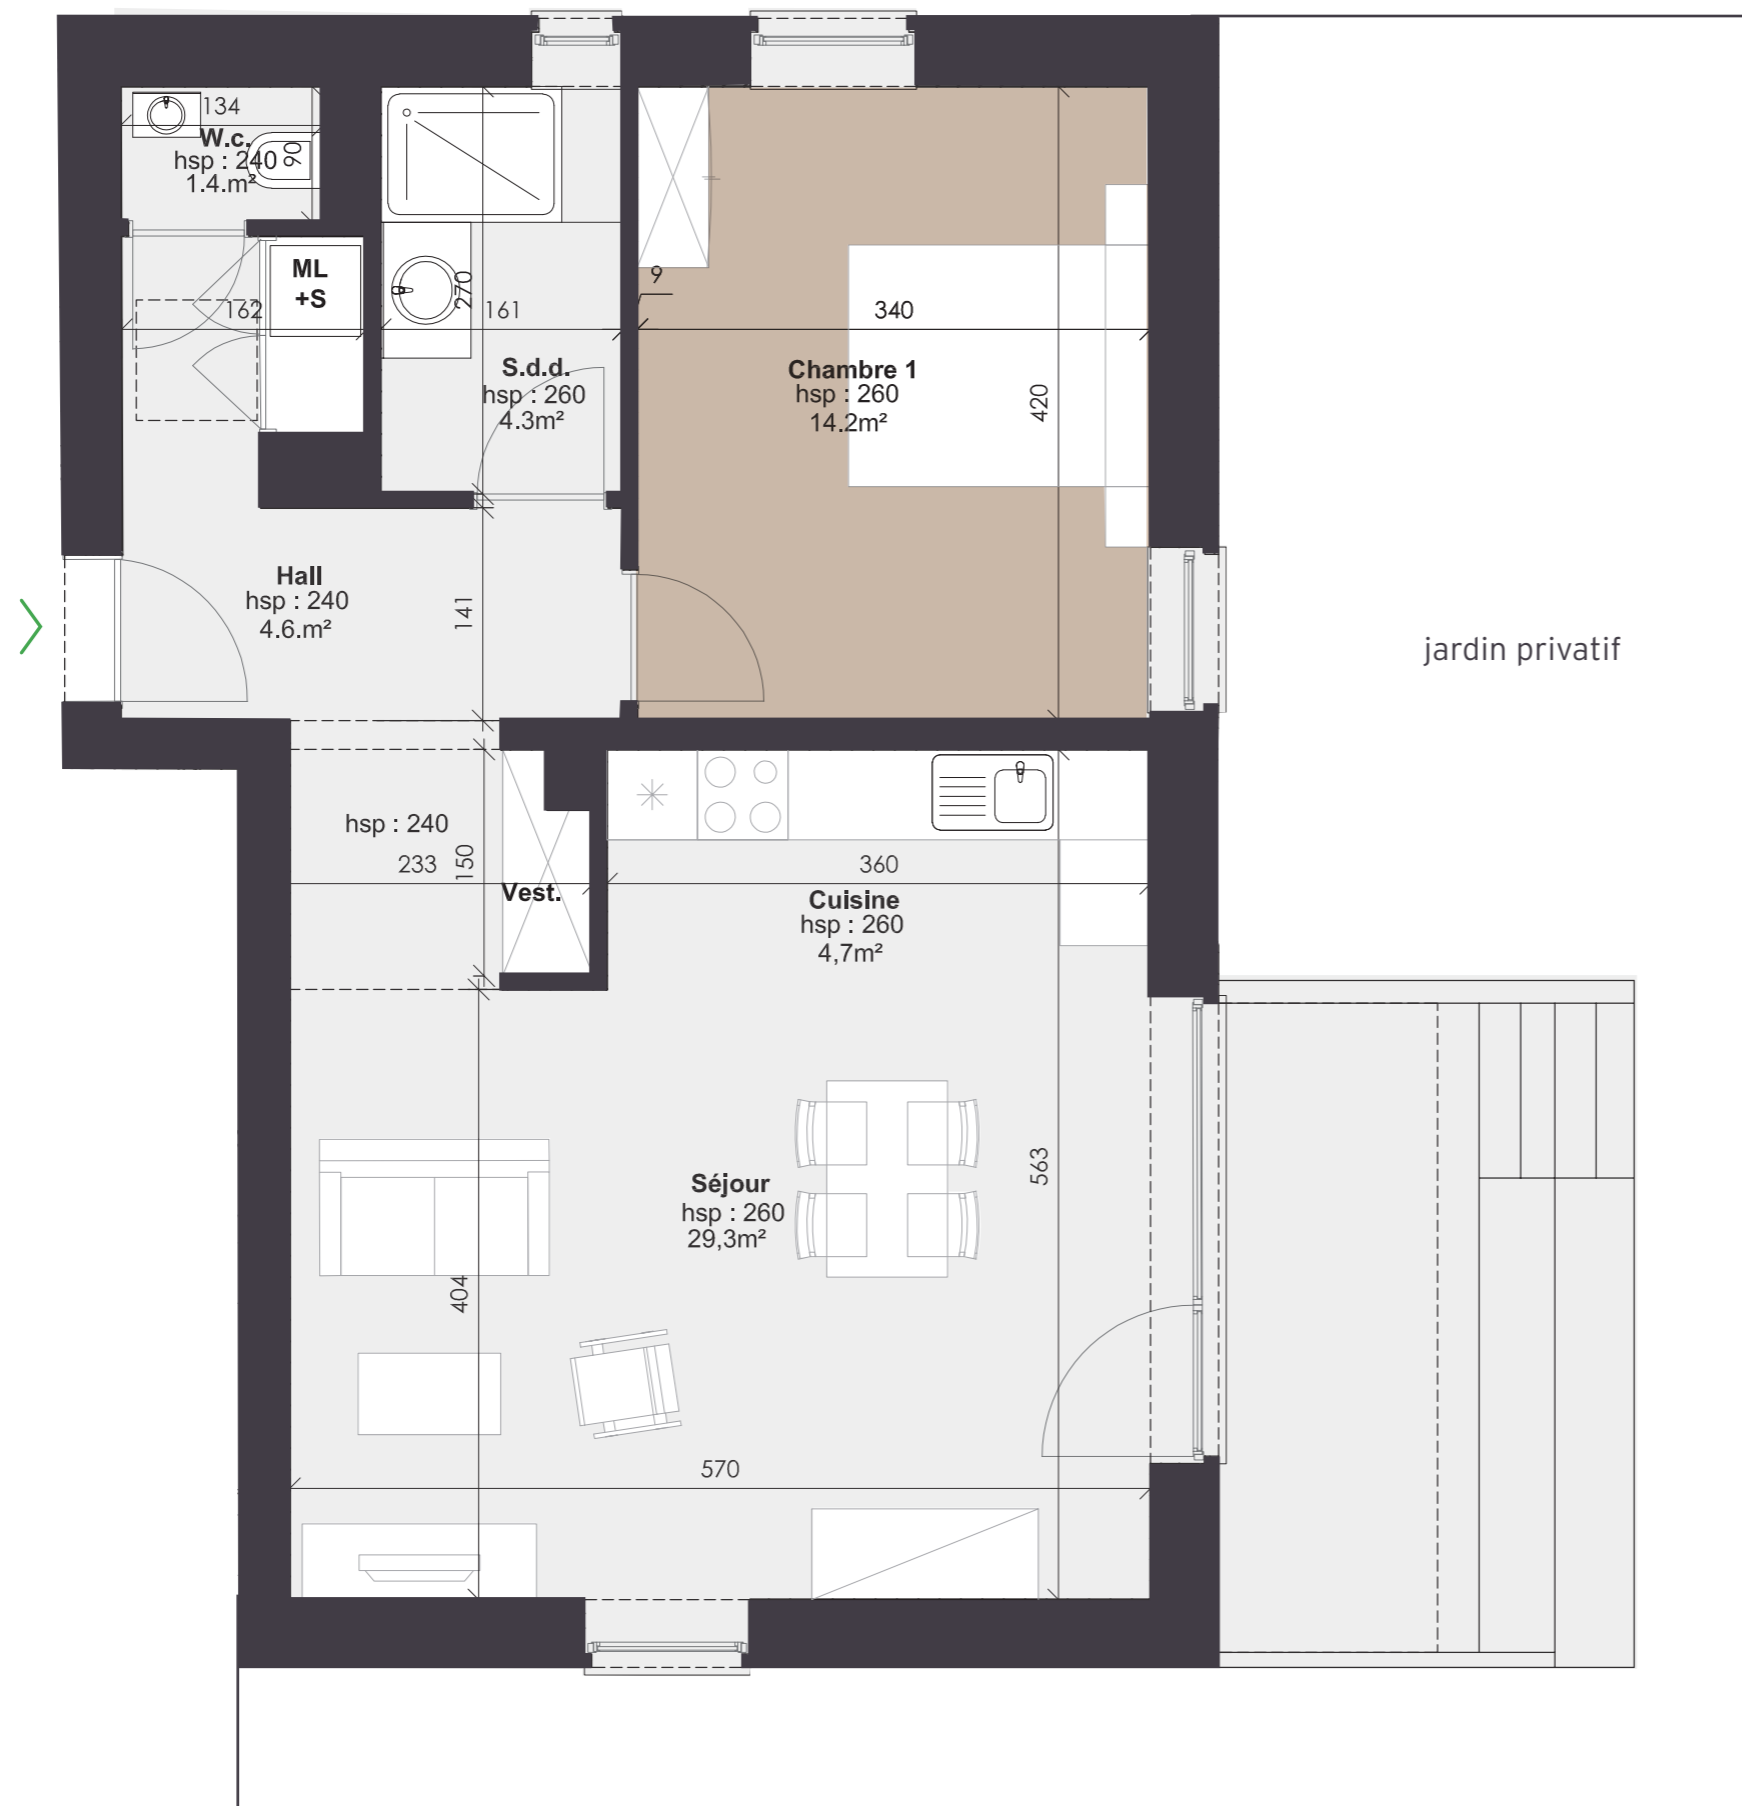 134
W.c.
hsp : 240
1.4.m²
90
ML
+S
162
270
161
S.d.d.
hsp : 260
4.3m²
9
340
Chambre 1
hsp : 260
14.2m²
420
Hall
hsp : 240
4.6.m²
141
jardin privatif
hsp : 240
233
150
Vest.
360
Cuisine
hsp : 260
4,7m²
Séjour
hsp : 260
29,3m²
563
404
570